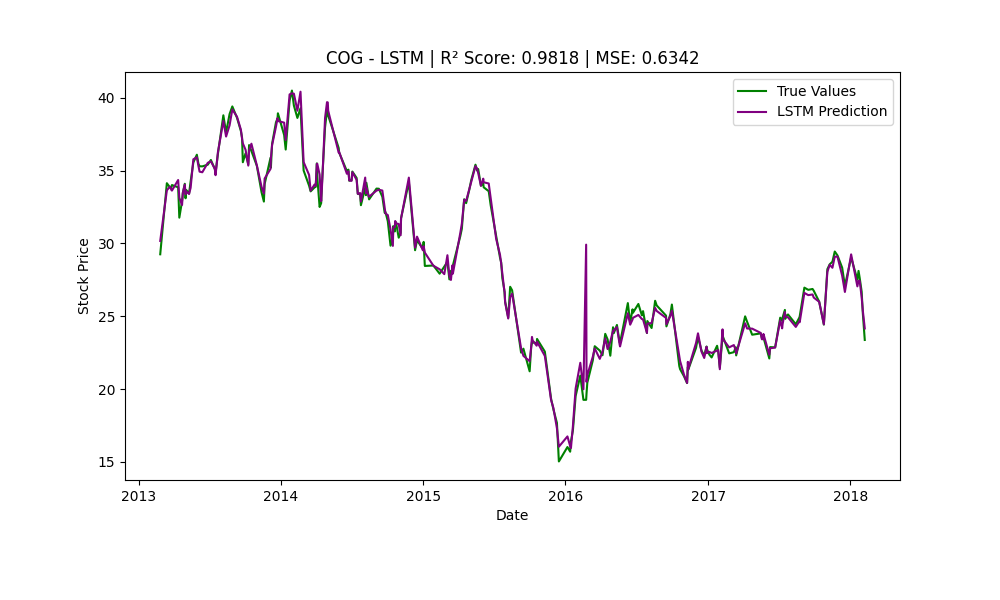 COG - LSTM | R² Score: 0.9818 | MSE: 0.6342
True Values
LSTM Prediction
Stock Price
40
35
30
25
20
15
2013 2014 2015 2016 2017 2018
Date